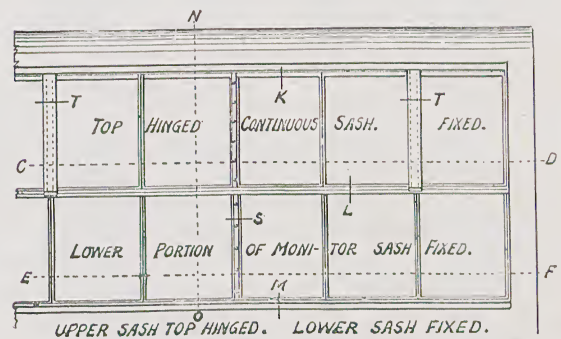 N
T T
K
TOP HINGED CONTINUOUS SASH. FIXED.
C D
L
S
LOWER PORTION OF MONI- TOR SASH FIXED.
E F
M
O
UPPER SASH TOP HINGED. LOWER SASH FIXED.